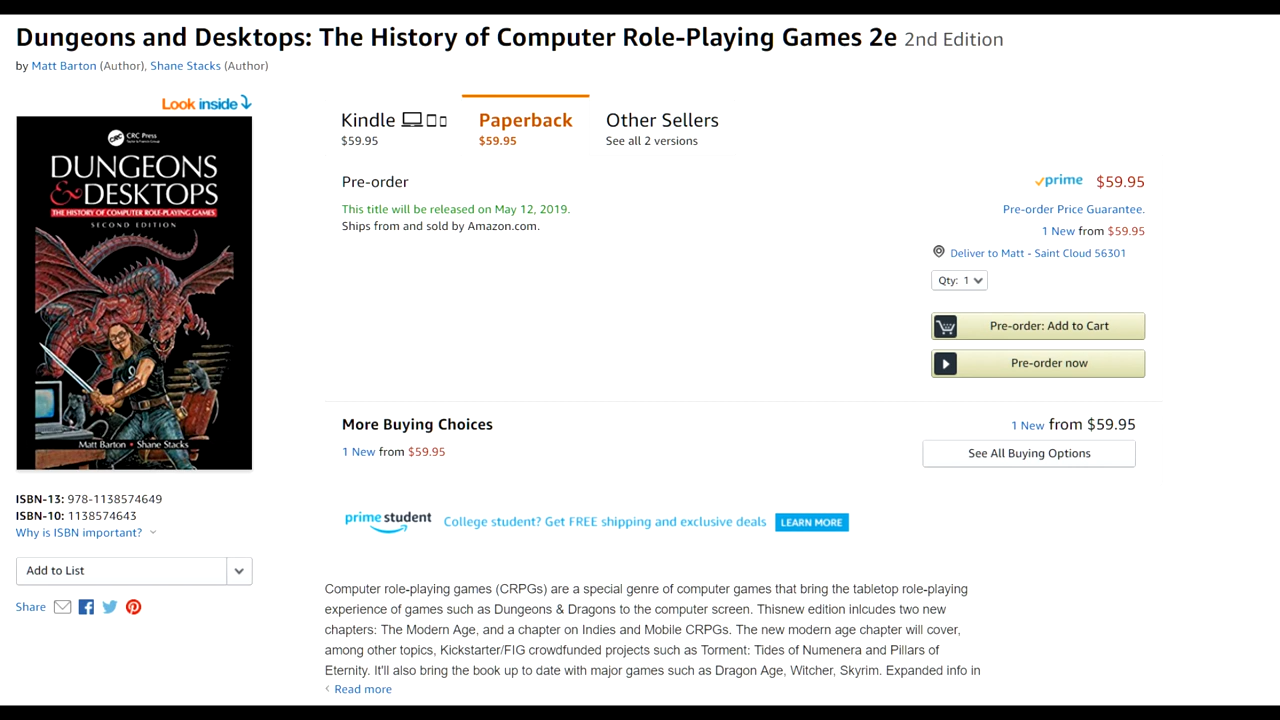 Dungeons and Desktops: The History of Computer Role-Playing Games 2e 2nd Edition
by Matt Barton (Author), Shane Stacks (Author)
Look inside
CRC Press
Taylor & Francis Group
DUNGEONS
& DESKTOPS
THE HISTORY OF COMPUTER ROLE-PLAYING GAMES
SECOND EDITION
Matt Barton • Shane Stacks
ISBN-13: 978-1138574649
ISBN-10: 1138574643
Why is ISBN important?
Add to List
Share
Kindle
$59.95
Paperback
$59.95
Other Sellers
See all 2 versions
Pre-order
This title will be released on May 12, 2019.
Ships from and sold by Amazon.com.
prime $59.95
Pre-order Price Guarantee.
1 New from $59.95
Deliver to Matt - Saint Cloud 56301
Qty: 1
Pre-order: Add to Cart
Pre-order now
More Buying Choices
1 New from $59.95
1 New from $59.95
See All Buying Options
prime student College student? Get FREE shipping and exclusive deals LEARN MORE
Computer role-playing games (CRPGs) are a special genre of computer games that bring the tabletop role-playing
experience of games such as Dungeons & Dragons to the computer screen. Thisnew edition inlcudes two new
chapters: The Modern Age, and a chapter on Indies and Mobile CRPGs. The new modern age chapter will cover,
among other topics, Kickstarter/FIG crowdfunded projects such as Torment: Tides of Numenera and Pillars of
Eternity. It'll also bring the book up to date with major games such as Dragon Age, Witcher, Skyrim. Expanded info in
Read more